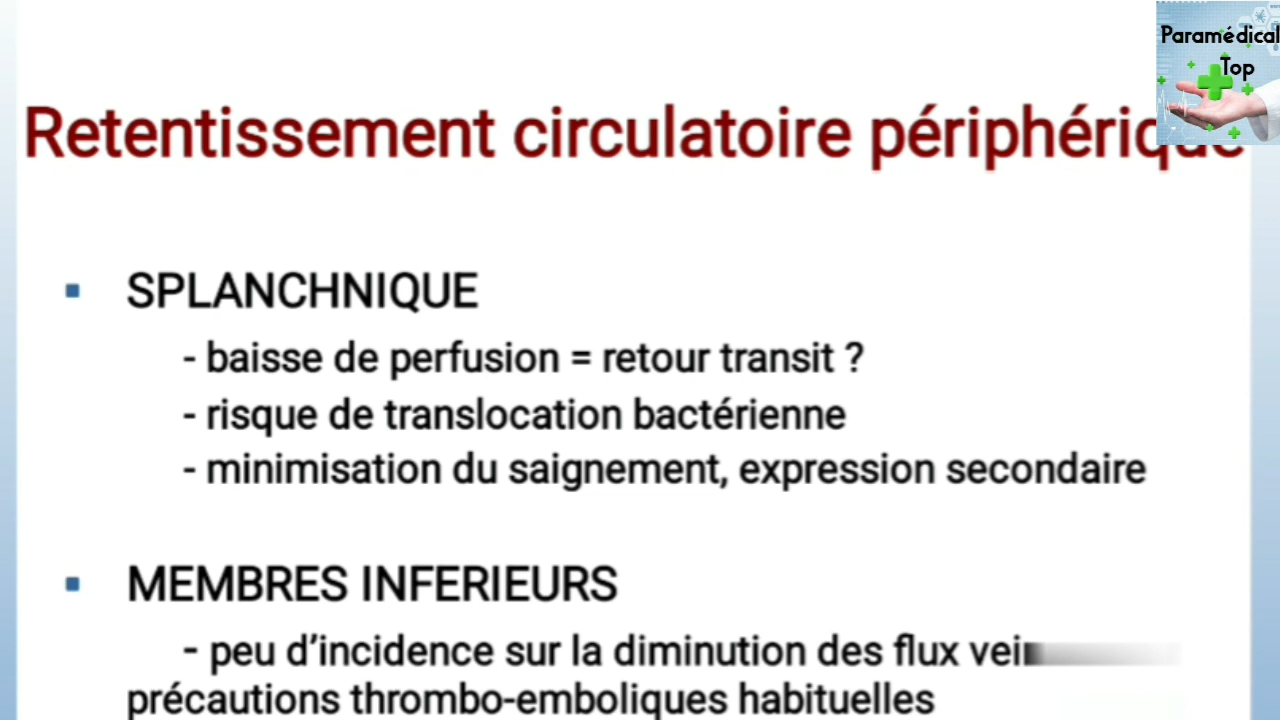 Paramédical
Top
Retentissement circulatoire périphérique
SPLANCHNIQUE
- baisse de perfusion = retour transit ?
- risque de translocation bactérienne
- minimisation du saignement, expression secondaire
MEMBRES INFERIEURS
- peu d’incidence sur la diminution des flux
précautions thrombo-emboliques habituelles